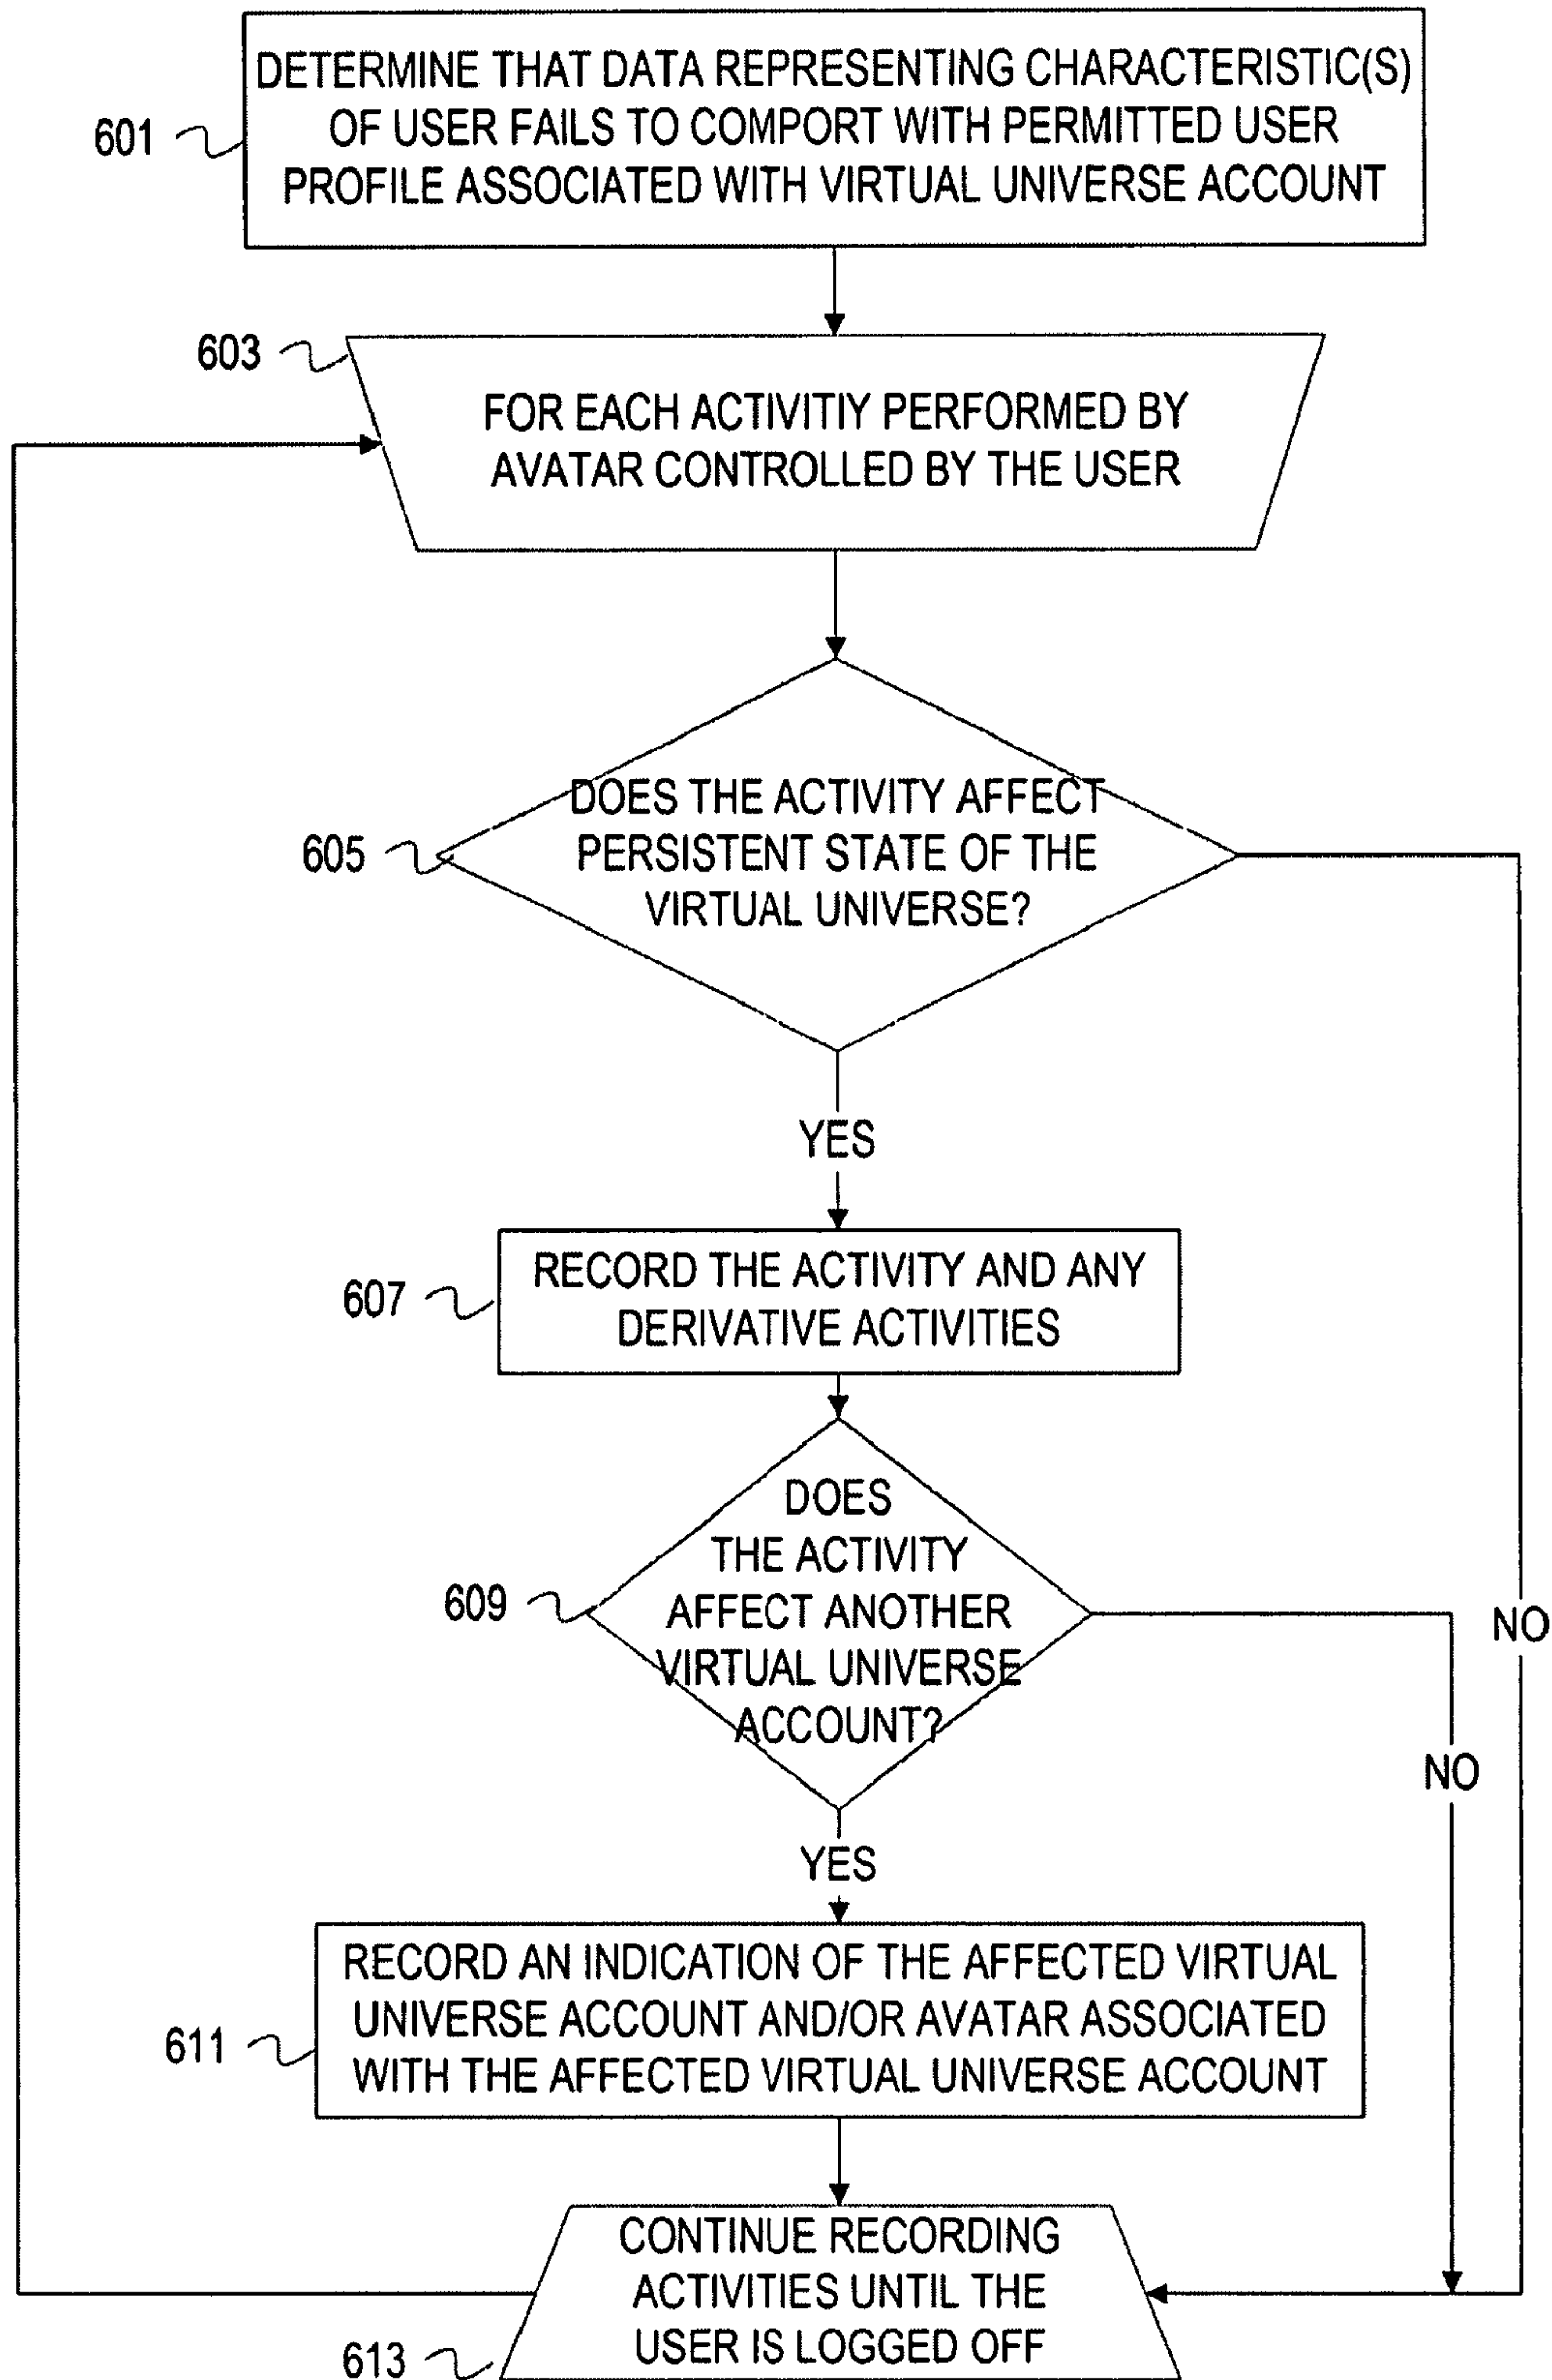 DETERMINE THAT DATA REPRESENTING CHARACTERISTIC(S)
OF USER FAILS TO COMPORT WITH PERMITTED USER
PROFILE ASSOCIATED WITH VIRTUAL UNIVERSE ACCOUNT
601
603
FOR EACH ACTIVITIY PERFORMED BY
AVATAR CONTROLLED BY THE USER
DOES THE ACTIVITY AFFECT
PERSISTENT STATE OF THE
VIRTUAL UNIVERSE?
605
YES
RECORD THE ACTIVITY AND ANY
DERIVATIVE ACTIVITIES
607
DOES
THE ACTIVITY
AFFECT ANOTHER
VIRTUAL UNIVERSE
ACCOUNT?
609
NO
NO
YES
RECORD AN INDICATION OF THE AFFECTED VIRTUAL
UNIVERSE ACCOUNT AND/OR AVATAR ASSOCIATED
WITH THE AFFECTED VIRTUAL UNIVERSE ACCOUNT
611
CONTINUE RECORDING
ACTIVITIES UNTIL THE
USER IS LOGGED OFF
613